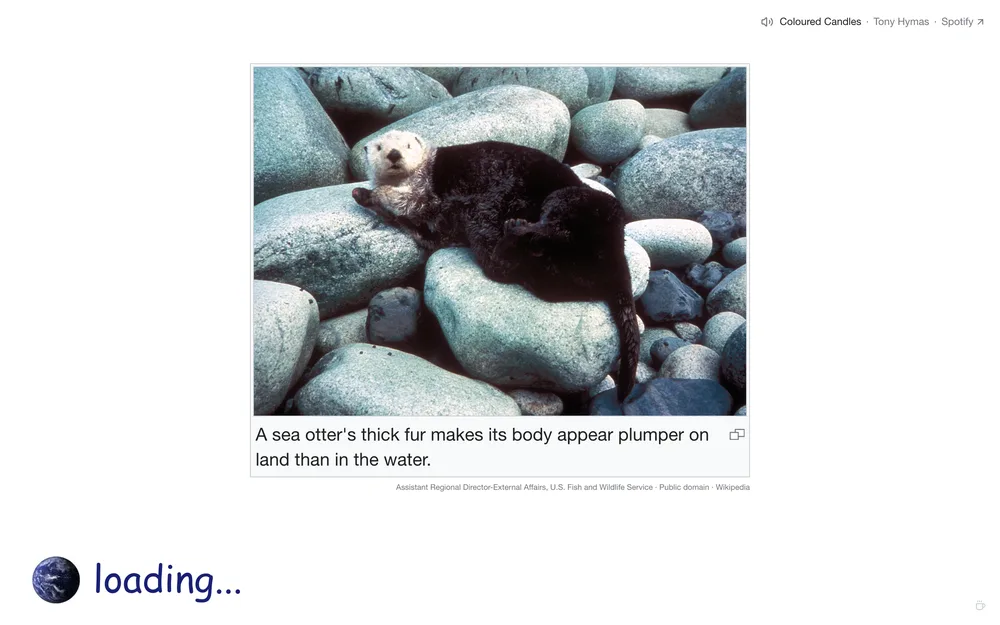 Coloured Candles · Tony Hymas · Spotify
A sea otter's thick fur makes its body appear plumper on
land than in the water.
Assistant Regional Director-External Affairs, U.S. Fish and Wildlife Service · Public domain · Wikipedia
loading...